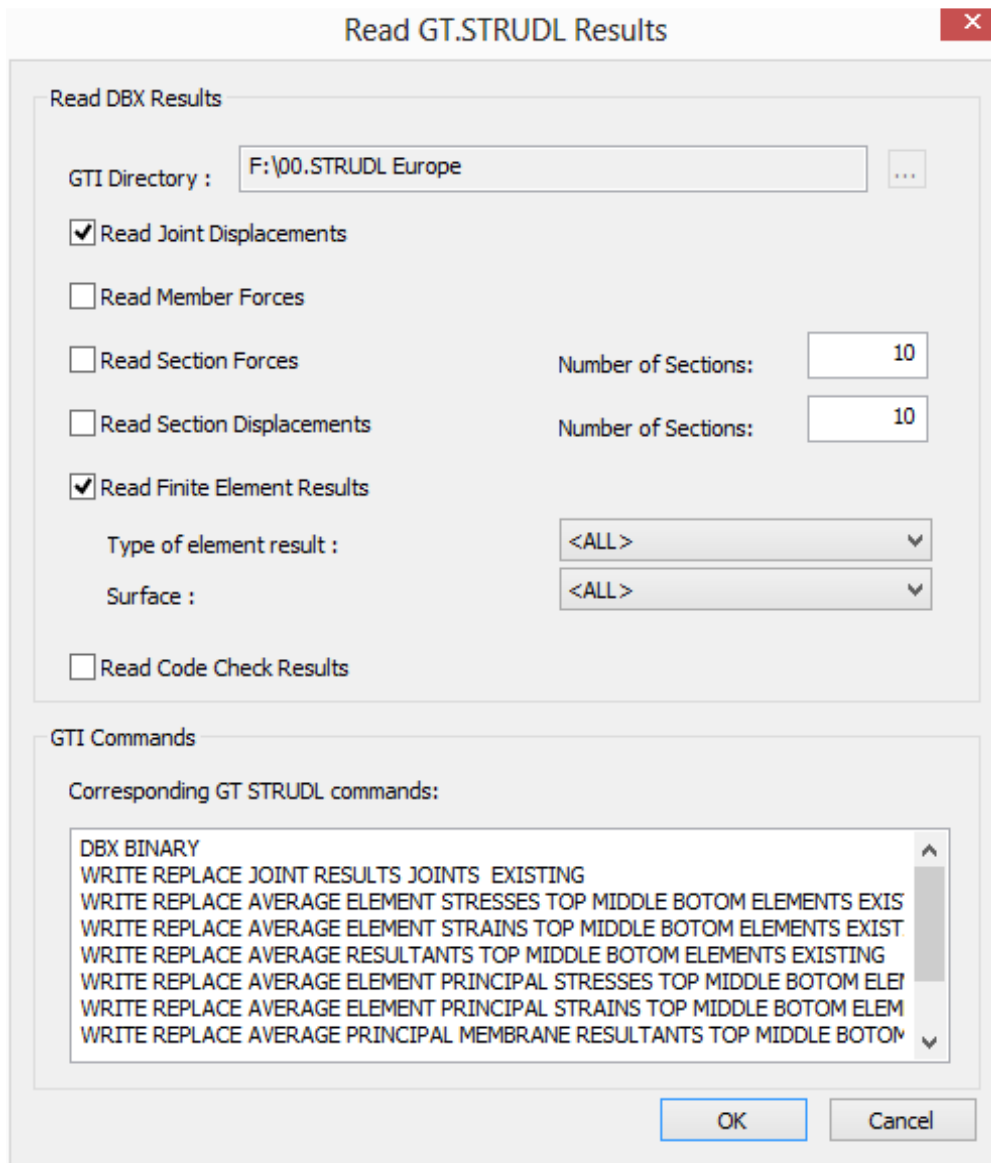 Read GT.STRUDL Results
Read DBX Results
GTI Directory : F:\00.STRUDL Europe ...
Read Joint Displacements
Read Member Forces
Read Section Forces Number of Sections: 10
Read Section Displacements Number of Sections: 10
Read Finite Element Results
Type of element result : <ALL>
Surface : <ALL>
Read Code Check Results
GTI Commands
Corresponding GT STRUDL commands:
DBX BINARY
WRITE REPLACE JOINT RESULTS JOINTS EXISTING
WRITE REPLACE AVERAGE ELEMENT STRESSES TOP MIDDLE BOTOM ELEMENTS EXIS
WRITE REPLACE AVERAGE ELEMENT STRAINS TOP MIDDLE BOTOM ELEMENTS EXIST
WRITE REPLACE AVERAGE RESULTANTS TOP MIDDLE BOTOM ELEMENTS EXISTING
WRITE REPLACE AVERAGE ELEMENT PRINCIPAL STRESSES TOP MIDDLE BOTOM ELE
WRITE REPLACE AVERAGE ELEMENT PRINCIPAL STRAINS TOP MIDDLE BOTOM ELEM
WRITE REPLACE AVERAGE PRINCIPAL MEMBRANE RESULTANTS TOP MIDDLE BOTOM
OK Cancel